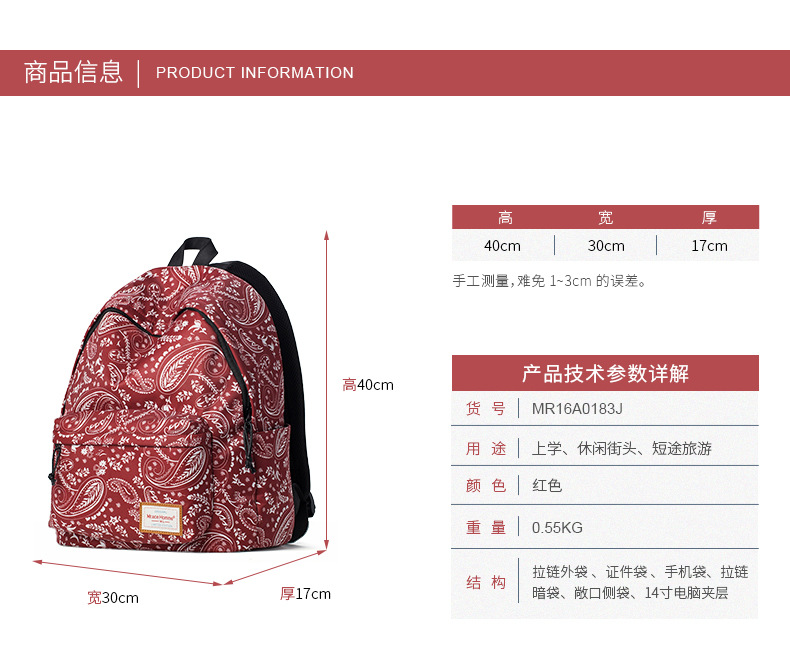 商品信息
PRODUCT INFORMATION
高 宽 厚
40cm 30cm 17cm
手工测量,难免 1~3cm 的误差。
高40cm
宽30cm
厚17cm
产品技术参数详解
货号 MR16A0183J
用途 上学、休闲街头、短途旅游
颜色 红色
重量 0.55KG
结构 拉链外袋 、证件袋 、手机袋、拉链
暗袋、敞口侧袋、14寸电脑夹层